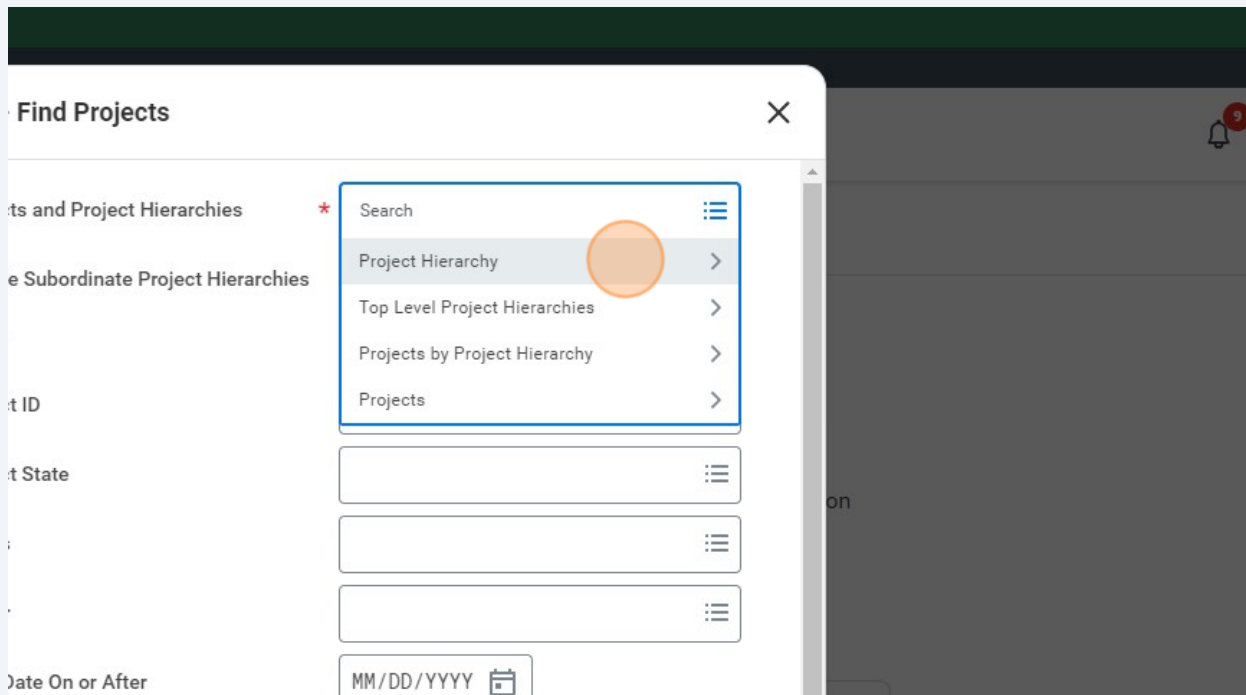 Find Projects
9
ts and Project Hierarchies *
Search
Project Hierarchy
e Subordinate Project Hierarchies
Top Level Project Hierarchies
Projects by Project Hierarchy
Projects
t ID
t State
on
Date On or After
MM/DD/YYYY